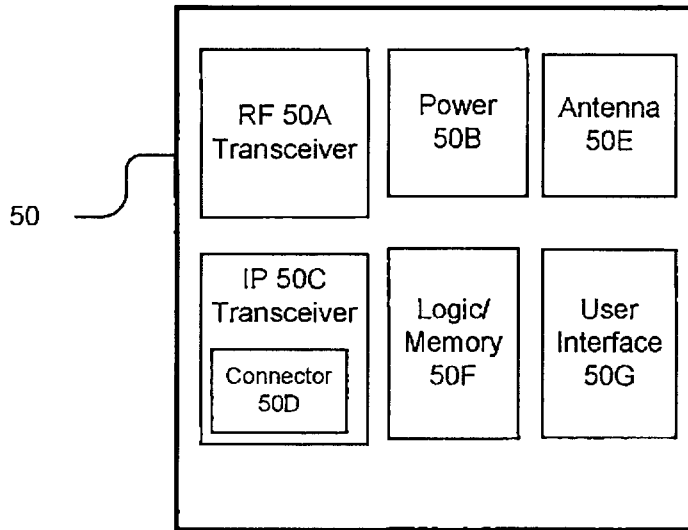 RF 50A
Transceiver
Power
50B
Antenna
50E
50
IP 50C
Transceiver
Connector
50D
Logic/
Memory
50F
User
Interface
50G